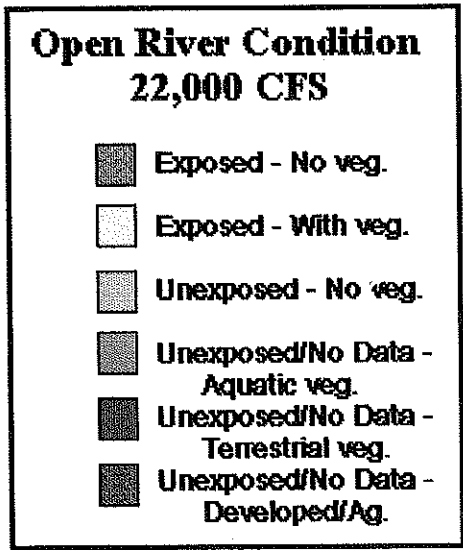 Open River Condition
22,000 CFS
Exposed - No veg.
Exposed - With veg.
Unexposed - No veg.
Unexposed/No Data -
Aquatic veg.
Unexposed/No Data -
Terrestrial veg.
Unexposed/No Data -
Developed/Ag.